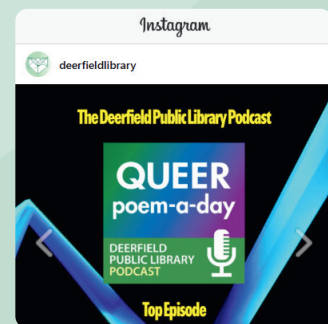 Instagram
deerfieldlibrary
The Deerfield Public Library Podcast
QUEER
poem-a-day
DEERFIELD
PUBLIC LIBRARY
PODCAST
Top Episode